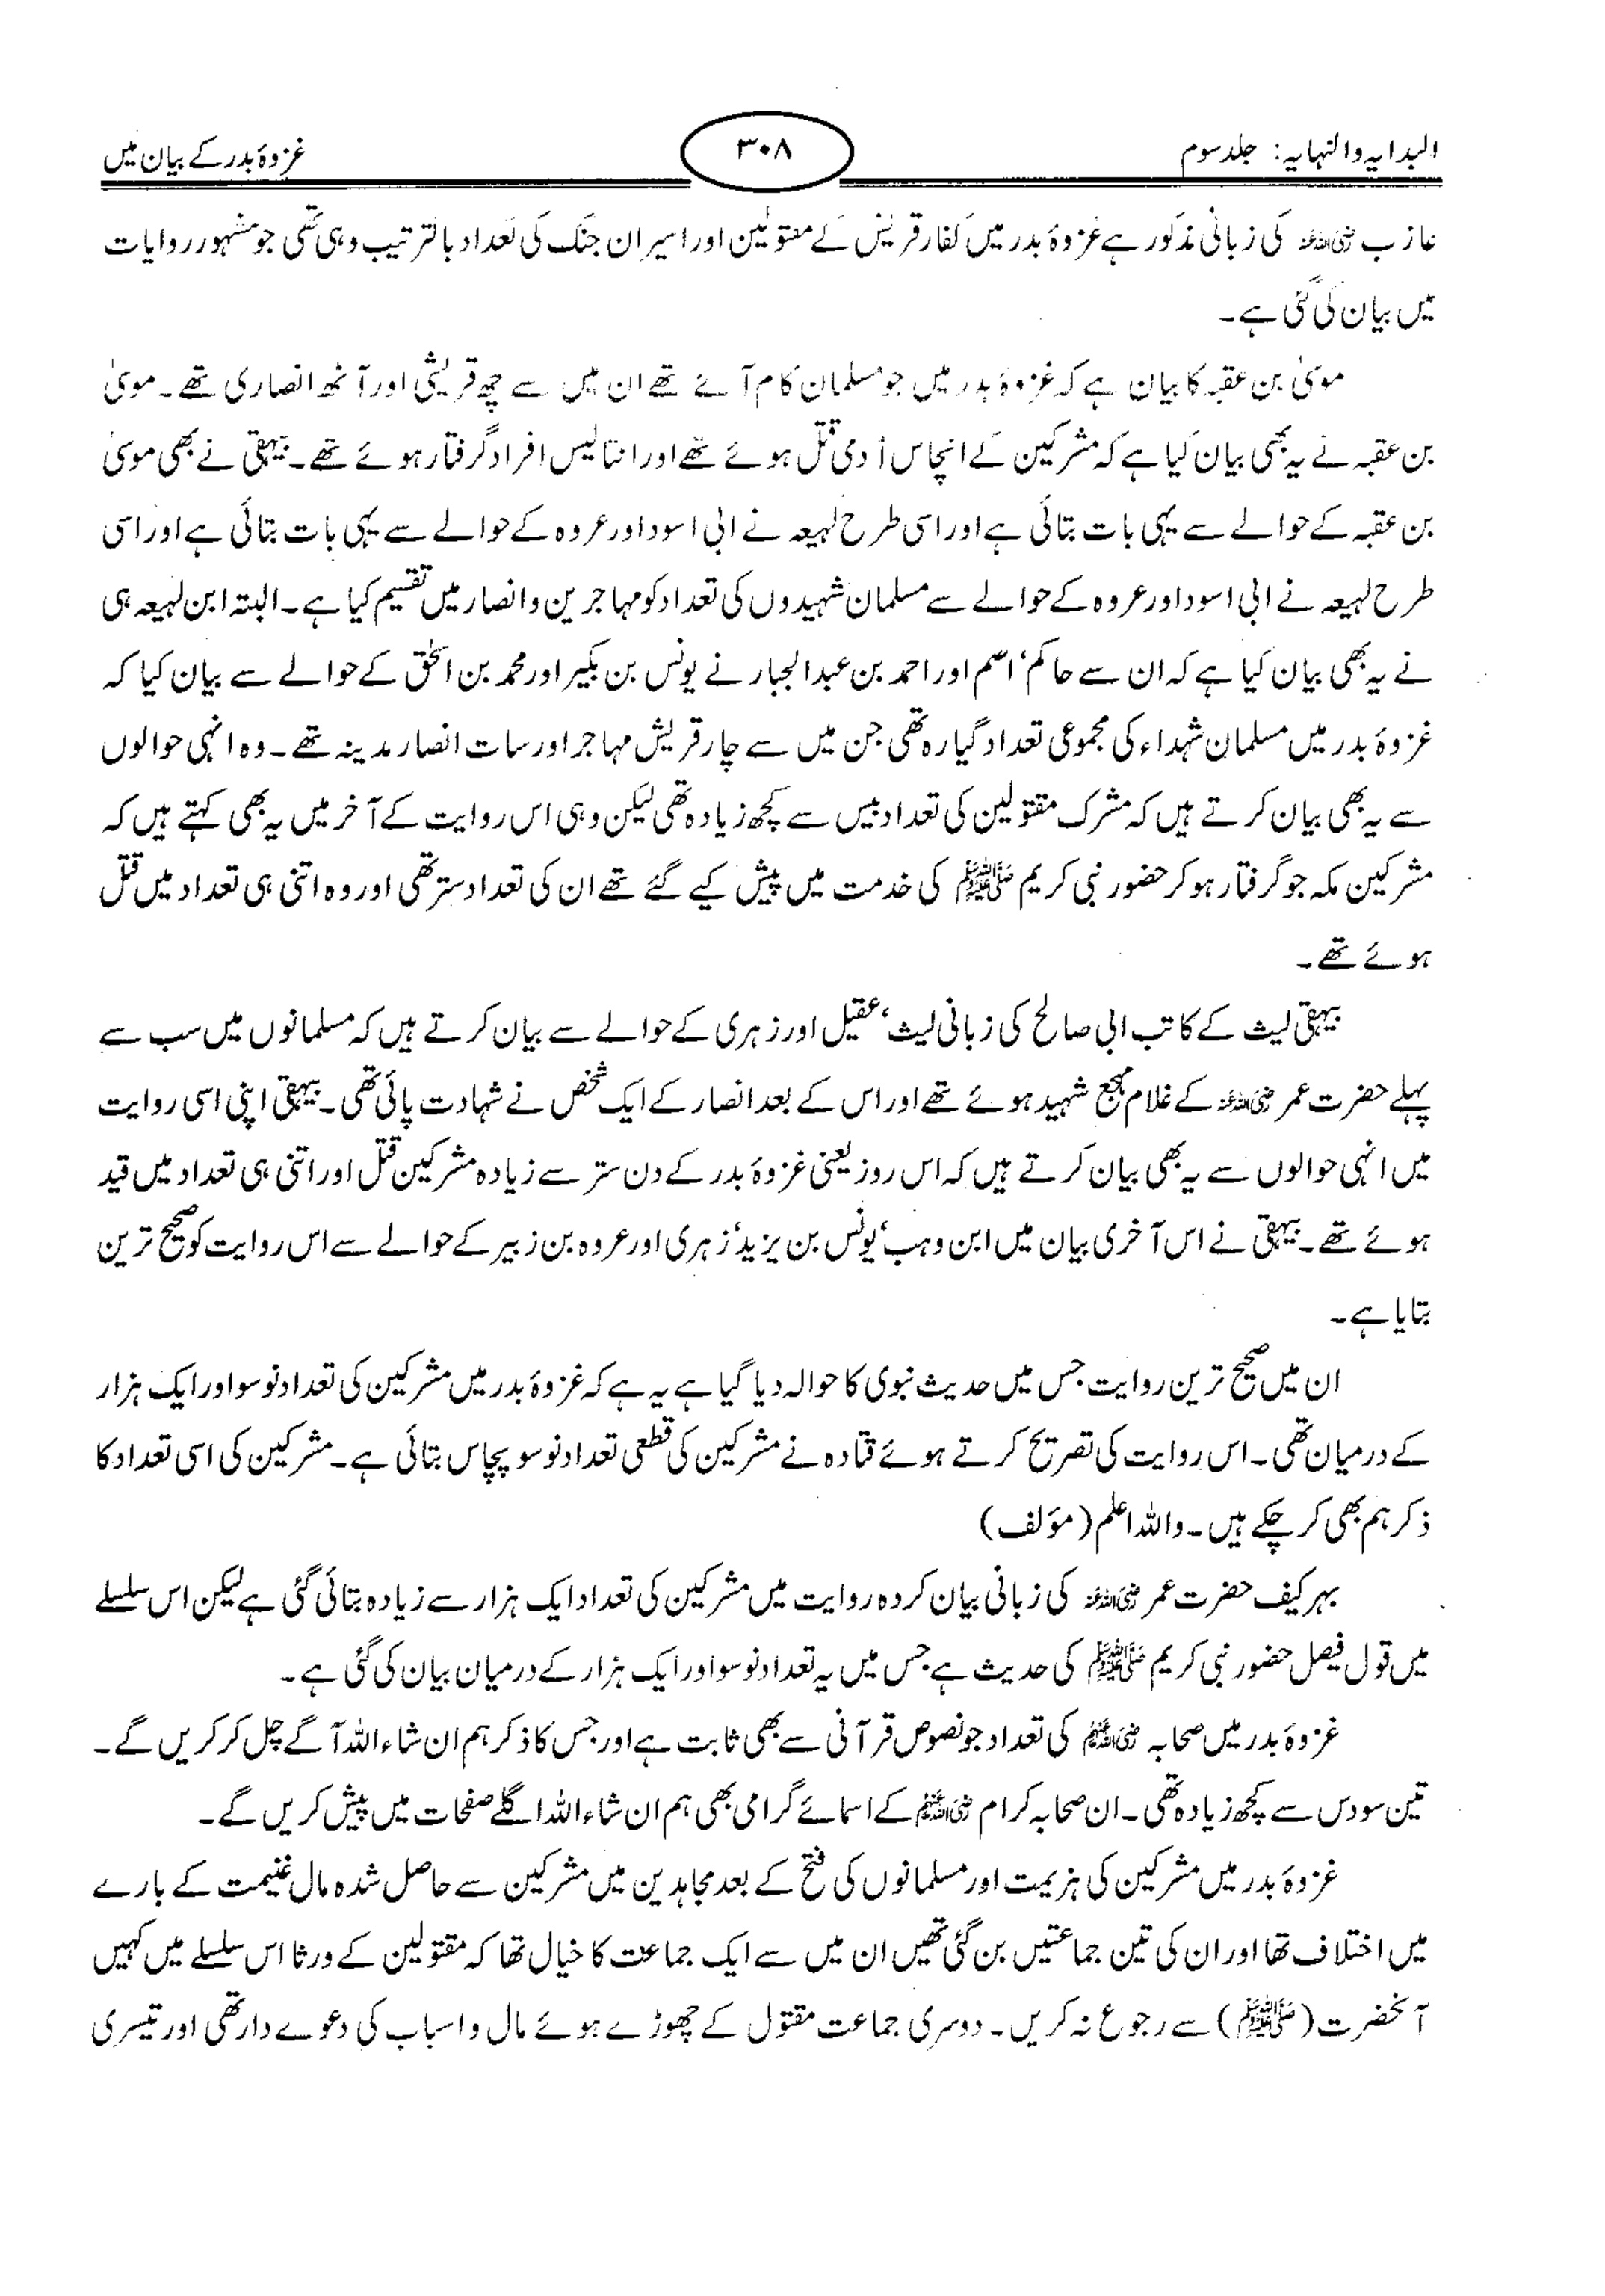 البدایہ والنہایہ: جلد سوم
۳۰۸
غزوۂ بدر کے بیان میں
عازب رضی اللہ عنہ کی زبانی مذکور ہے غزوۂ بدر میں کفار قریش کے مقتولین اور اسیران جنگ کی تعداد بالترتیب وہی تھی جو مشہور روایات
میں بیان کی گئی ہے۔
موسیٰ بن عقبہ کا بیان ہے کہ غزوۂ بدر میں جو مسلمان کام آئے تھے ان میں سے چھ قریشی اور آٹھ انصاری تھے۔ موسیٰ
بن عقبہ نے یہ بھی بیان کیا ہے کہ مشرکین کے انچاس آدمی قتل ہوئے تھے اور انتالیس افراد گرفتار ہوئے تھے۔ بیہقی نے بھی موسیٰ
بن عقبہ کے حوالے سے یہی بات بتائی ہے اور اسی طرح لہیعہ نے ابی اسود اور عروہ کے حوالے سے یہی بات بتائی ہے اور اسی
طرح لہیعہ نے ابی اسود اور عروہ کے حوالے سے مسلمان شہیدوں کی تعداد کو مہاجرین و انصار میں تقسیم کیا ہے۔ البتہ ابن لہیعہ ہی
نے یہ بھی بیان کیا ہے کہ ان سے حاکم‘ اصم اور احمد بن عبدالجبار نے یونس بن بکیر اور محمد بن اسحٰق کے حوالے سے بیان کیا کہ
غزوۂ بدر میں مسلمان شہداء کی مجموعی تعداد گیارہ تھی جن میں سے چار قریش مہاجر اور سات انصار مدینہ تھے۔ وہ انہی حوالوں
سے یہ بھی بیان کرتے ہیں کہ مشرک مقتولین کی تعداد بیس سے کچھ زیادہ تھی لیکن وہی اس روایت کے آخر میں یہ بھی کہتے ہیں کہ
مشرکین مکہ جو گرفتار ہو کر حضور نبی کریم ﷺ کی خدمت میں پیش کیے گئے تھے ان کی تعداد ستر تھی اور وہ اتنی ہی تعداد میں قتل
ہوئے تھے۔
بیہقی لیث کے کاتب ابی صالح کی زبانی لیث‘ عقیل اور زہری کے حوالے سے بیان کرتے ہیں کہ مسلمانوں میں سب سے
پہلے حضرت عمر رضی اللہ عنہ کے غلام مہجع شہید ہوئے تھے اور اس کے بعد انصار کے ایک شخص نے شہادت پائی تھی۔ بیہقی اپنی اسی روایت
میں انہی حوالوں سے یہ بھی بیان کرتے ہیں کہ اس روز یعنی غزوۂ بدر کے دن ستر سے زیادہ مشرکین قتل اور اتنی ہی تعداد میں قید
ہوئے تھے۔ بیہقی نے اس آخری بیان میں ابن وہب‘ یونس بن یزید‘ زہری اور عروہ بن زبیر کے حوالے سے اس روایت کو صحیح ترین
بتایا ہے۔
ان میں صحیح ترین روایت جس میں حدیث نبوی کا حوالہ دیا گیا ہے یہ ہے کہ غزوۂ بدر میں مشرکین کی تعداد نو سو اور ایک ہزار
کے درمیان تھی۔ اس روایت کی تصریح کرتے ہوئے قتادہ نے مشرکین کی قطعی تعداد نو سو پچاس بتائی ہے۔ مشرکین کی اسی تعداد کا
ذکر ہم بھی کر چکے ہیں۔ واللہ اعلم (مؤلف)
بہر کیف حضرت عمر رضی اللہ عنہ کی زبانی بیان کردہ روایت میں مشرکین کی تعداد ایک ہزار سے زیادہ بتائی گئی ہے لیکن اس سلسلے
میں قول فیصل حضور نبی کریم ﷺ کی حدیث ہے جس میں یہ تعداد نو سو اور ایک ہزار کے درمیان بیان کی گئی ہے۔
غزوۂ بدر میں صحابہ رضی اللہ عنہم کی تعداد جو نصوص قرآنی سے بھی ثابت ہے اور جس کا ذکر ہم ان شاء اللہ آگے چل کر کریں گے۔
تین سو دس سے کچھ زیادہ تھی۔ ان صحابہ کرام رضی اللہ عنہم کے اسمائے گرامی بھی ہم ان شاء اللہ اگلے صفحات میں پیش کریں گے۔
غزوۂ بدر میں مشرکین کی ہزیمت اور مسلمانوں کی فتح کے بعد مجاہدین میں مشرکین سے حاصل شدہ مال غنیمت کے بارے
میں اختلاف تھا اور ان کی تین جماعتیں بن گئی تھیں ان میں سے ایک جماعت کا خیال تھا کہ مقتولین کے ورثا اس سلسلے میں کہیں
آنحضرت (ﷺ) سے رجوع نہ کریں۔ دوسری جماعت مقتول کے چھوڑے ہوئے مال و اسباب کی دعوے دار تھی اور تیسری